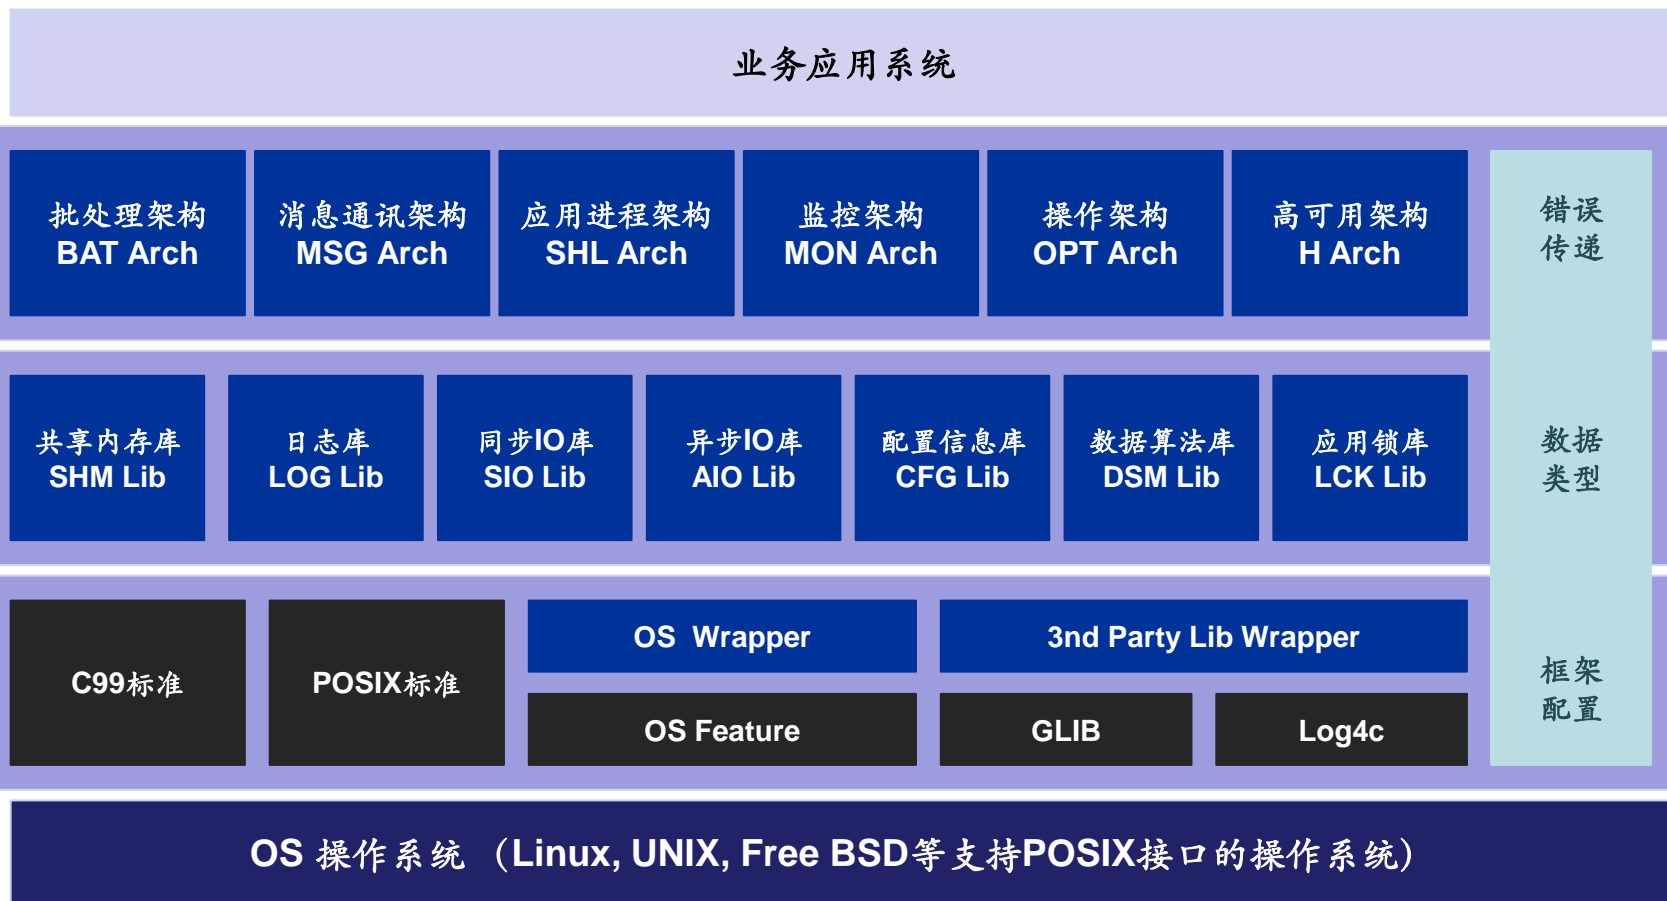 业务应用系统
批处理架构
BAT Arch
消息通讯架构
MSG Arch
应用进程架构
SHL Arch
监控架构
MON Arch
操作架构
OPT Arch
高可用架构
H Arch
错误
传递
共享内存库
SHM Lib
日志库
LOG Lib
同步IO库
SIO Lib
异步IO库
AIO Lib
配置信息库
CFG Lib
数据算法库
DSM Lib
应用锁库
LCK Lib
数据
类型
C99标准
POSIX标准
OS Wrapper
3nd Party Lib Wrapper
OS Feature
GLIB
Log4c
框架
配置
OS 操作系统 （Linux, UNIX, Free BSD等支持POSIX接口的操作系统）